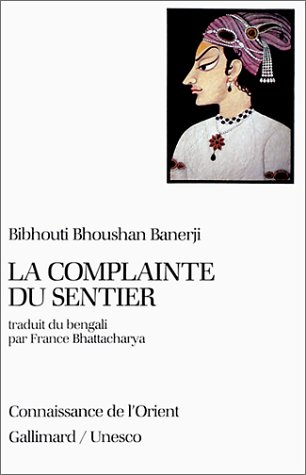 Bibhouti Bhoushan Banerji
LA COMPLAINTE
DU SENTIER
traduit du bengali
par France Bhattacharya
Connaissance de l'Orient
Gallimard / Unesco